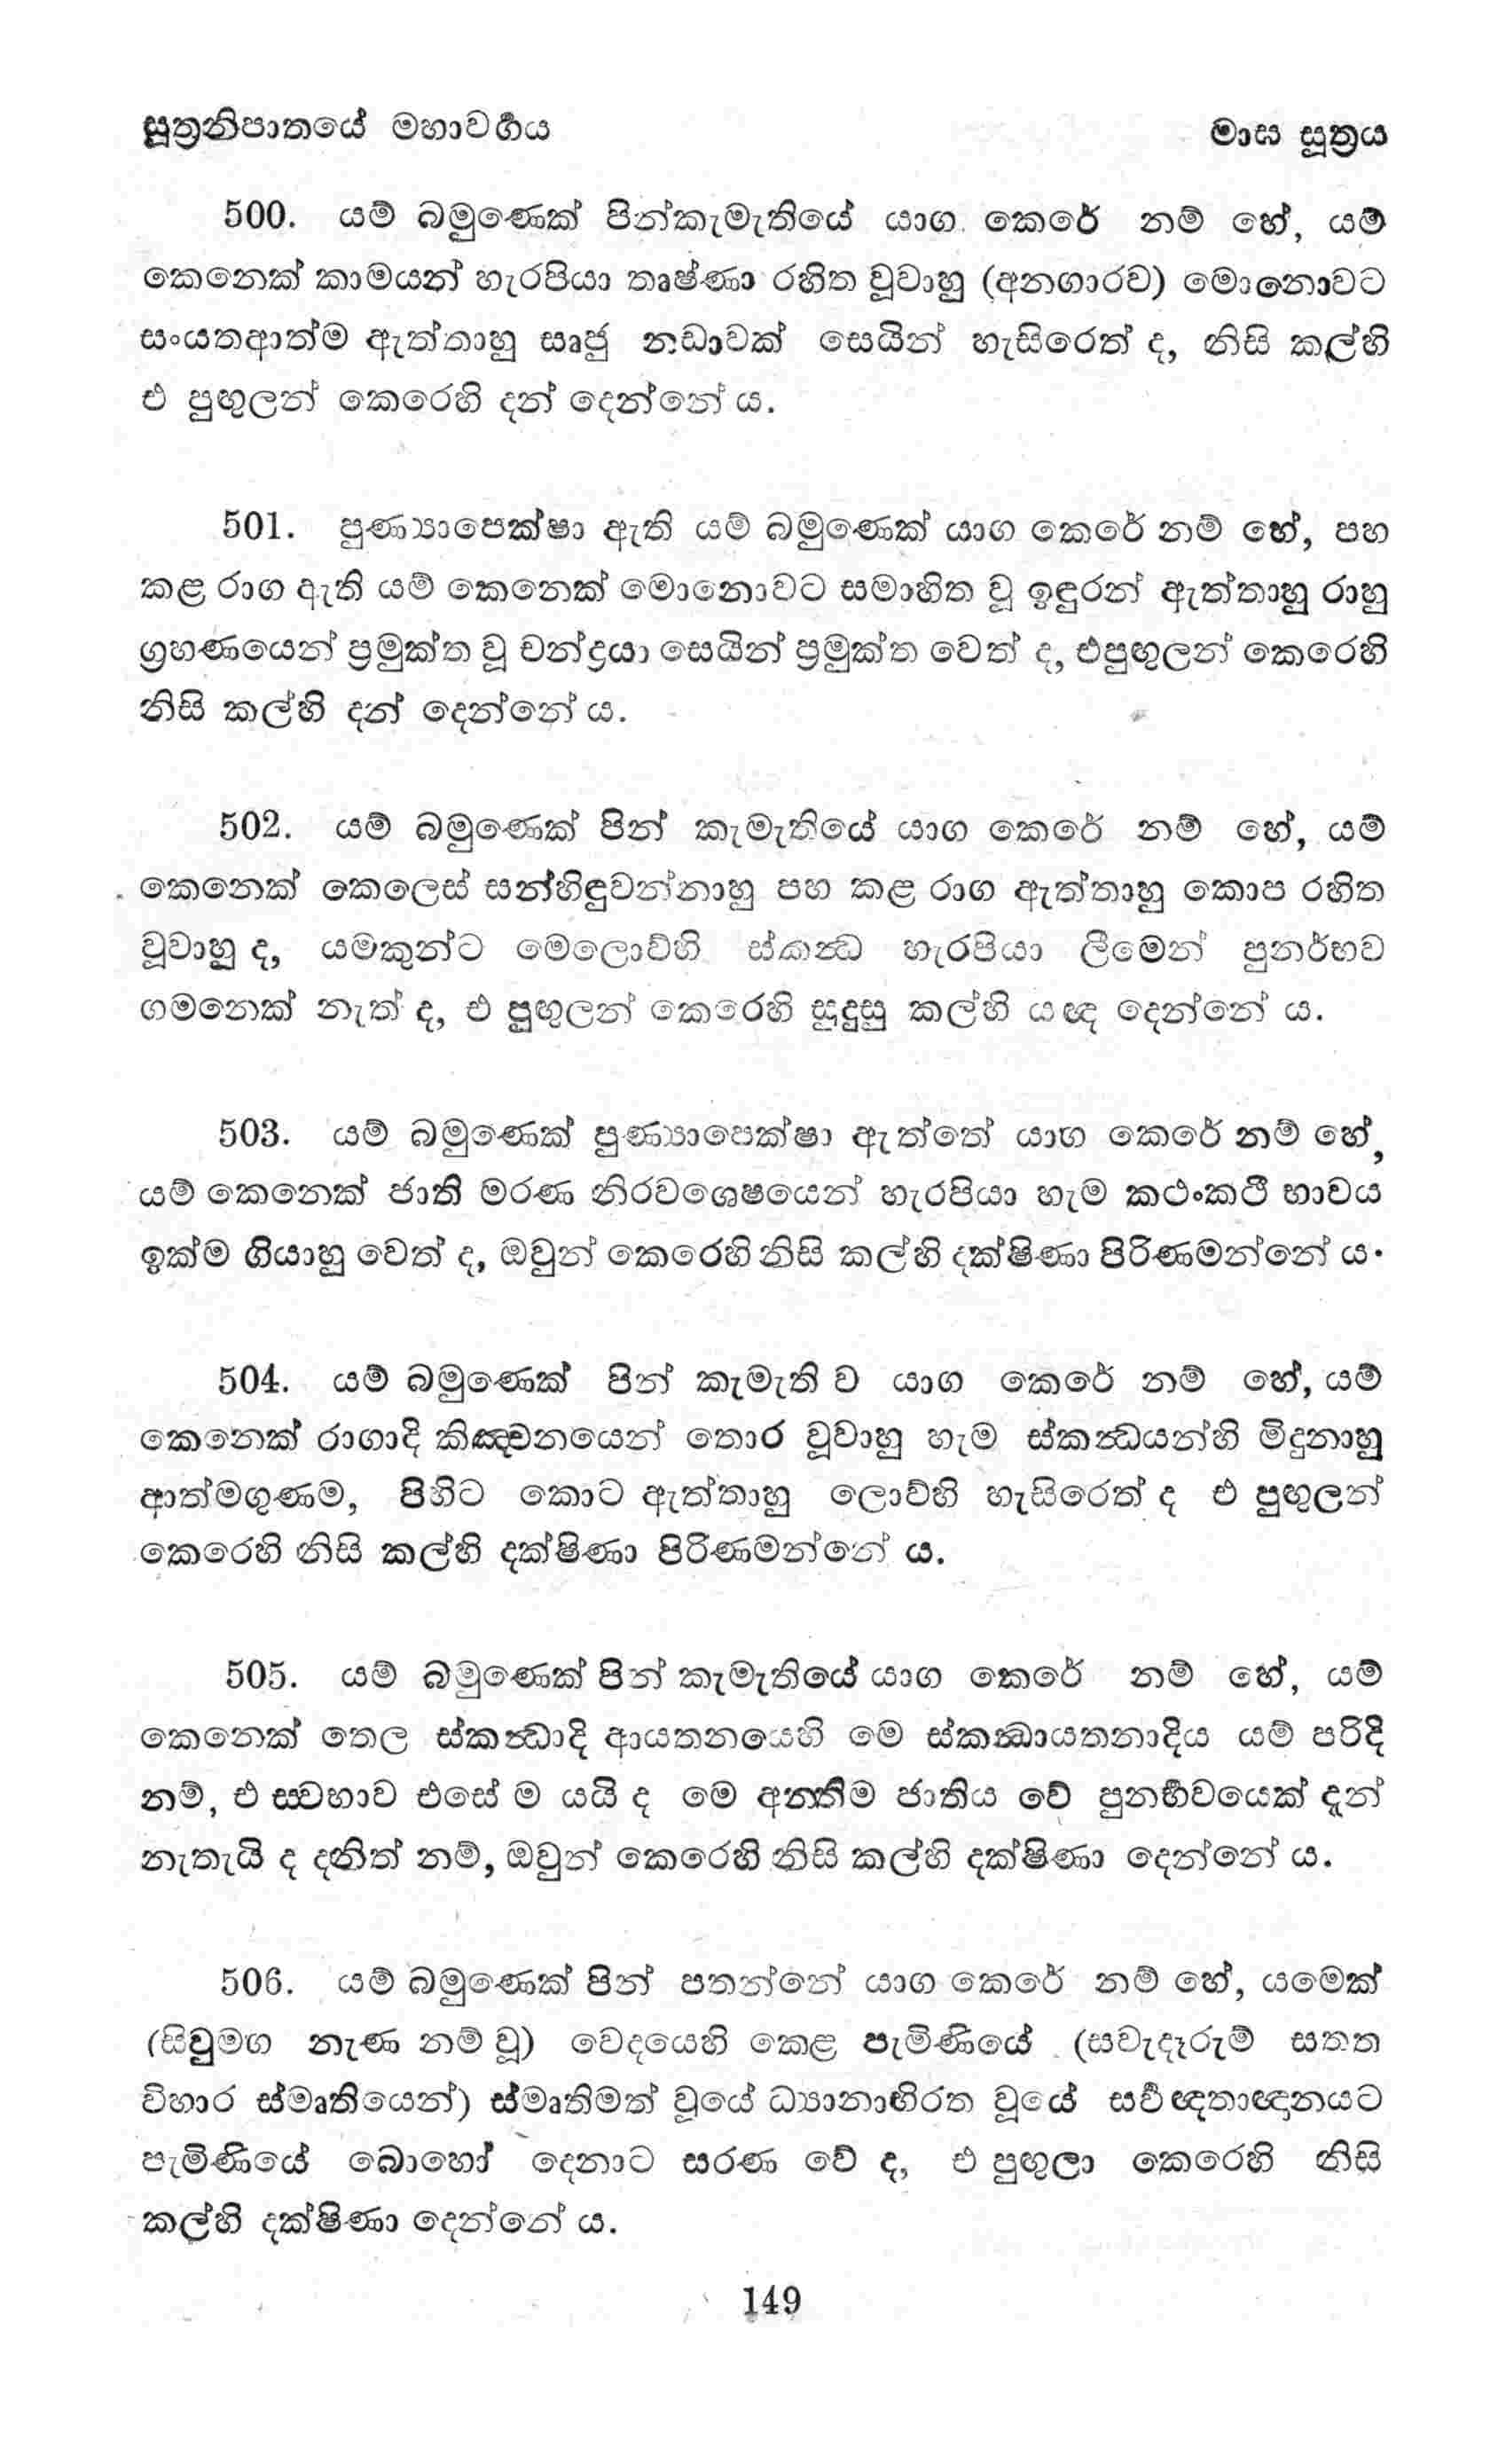 සූත්‍රනිපාතයේ මහාවර්‍ගය
මාඝ සූත්‍රය
500. යම් බමුණෙක් පින්කැමැතියේ යාග කෙරේ නම් හේ, යම්
කෙනෙක් කාමයන් හැරපියා තෘෂ්ණා රහිත වූවාහු (අනගාරව) මොනොවට
සංයතආත්ම ඇත්තාහු සෘජු නඩාවක් සෙයින් හැසිරෙත් ද, නිසි කල්හි
එ පුඟුලන් කෙරෙහි දන් දෙන්නේ ය.
501. පුණ්‍යාපෙක්ෂා ඇති යම් බමුණෙක් යාග කෙරේ නම් හේ, පහ
කළ රාග ඇති යම් කෙනෙක් මොනොවට සමාහිත වූ ඉඳුරන් ඇත්තාහු රාහු
ග්‍රහණයෙන් ප්‍රමුක්ත වූ චන්ද්‍රයා සෙයින් ප්‍රමුක්ත වෙත් ද, එපුඟුලන් කෙරෙහි
නිසි කල්හි දන් දෙන්නේ ය.
502. යම් බමුණෙක් පින් කැමැතියේ යාග කෙරේ නම් හේ, යම්
කෙනෙක් කෙලෙස් සන්හිඳුවන්නාහු පහ කළ රාග ඇත්තාහු කොප රහිත
වූවාහු ද, යමකුන්ට මෙලොව්හි ස්කන්‍ධ හැරපියා ලීමෙන් පුනර්භව
ගමනෙක් නැත් ද, එ පුඟුලන් කෙරෙහි සුදුසු කල්හි යඥ දෙන්නේ ය.
503. යම් බමුණෙක් පුණ්‍යාපෙක්ෂා ඇත්තේ යාග කෙරේ නම් හේ,
යම් කෙනෙක් ජාති මරණ නිරවශෙෂයෙන් හැරපියා හැම කථංකථී භාවය
ඉක්ම ගියාහු වෙත් ද, ඔවුන් කෙරෙහි නිසි කල්හි දක්ෂිණා පිරිණමන්නේ ය.
504. යම් බමුණෙක් පින් කැමැති ව යාග කෙරේ නම් හේ, යම්
කෙනෙක් රාගාදි කිඤ්චනයෙන් තොර වූවාහු හැම ස්කන්‍ධයන්හි මිදුනාහු
ආත්මගුණම, පිහිට කොට ඇත්තාහු ලොව්හි හැසිරෙත් ද එ පුඟුලන්
කෙරෙහි නිසි කල්හි දක්ෂිණා පිරිණමන්නේ ය.
505. යම් බමුණෙක් පින් කැමැතියේ යාග කෙරේ නම් හේ, යම්
කෙනෙක් තෙල ස්කන්‍ධාදි ආයතනයෙහි මෙ ස්කන්‍ධායතනාදිය යම් පරිදි
නම්, එ ස්වභාව එසේ ම යයි ද මෙ අන්තිම ජාතිය වේ පුනර්‍භවයෙක් දැන්
නැතැයි ද දනිත් නම්, ඔවුන් කෙරෙහි නිසි කල්හි දක්ෂිණා දෙන්නේ ය.
506. යම් බමුණෙක් පින් පතන්නේ යාග කෙරේ නම් හේ, යමෙක්
(සිවුමග නැණ නම් වූ) වෙදයෙහි කෙළ පැමිණියේ (සවැදෑරුම් සතත
විහාර ස්මෘතියෙන්) ස්මෘතිමත් වූයේ ධ්‍යානාභිරත වූයේ සර්‍වඥතාඥානයට
පැමිණියේ බොහෝ දෙනාට සරණ වේ ද, එ පුඟුලා කෙරෙහි නිසි
කල්හි දක්ෂිණා දෙන්නේ ය.
149